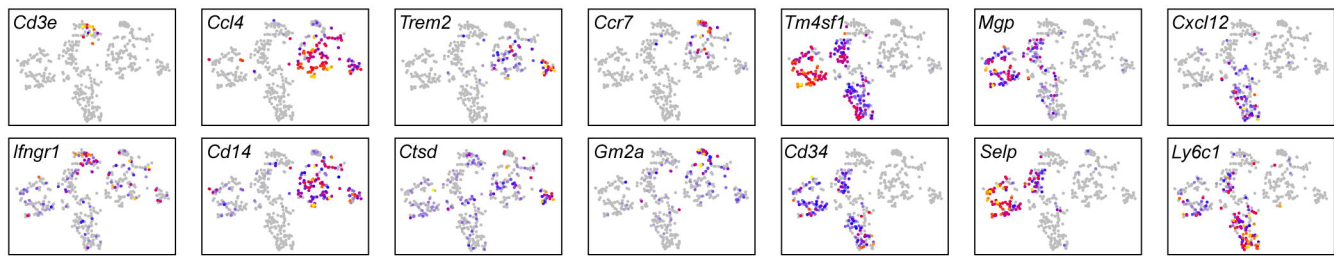 Cd3e Ccl4 Trem2 Ccr7 Tm4sf1 Mgp Cxcl12
Ifngr1 Cd14 Ctsd Gm2a Cd34 Selp Ly6c1